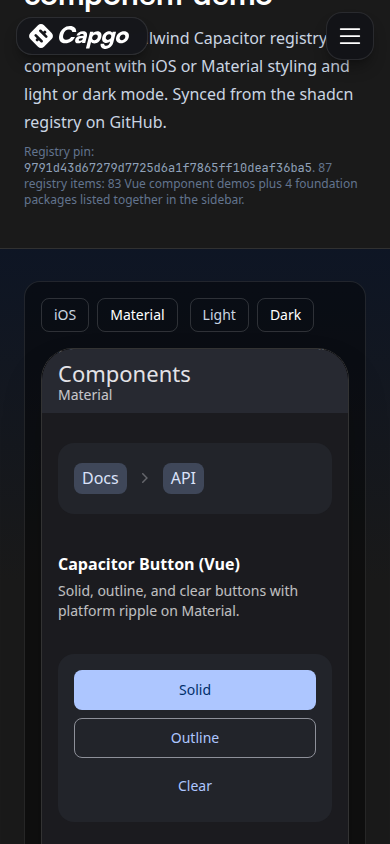 component demo
Capgo
lwind Capacitor registry
component with iOS or Material styling and
light or dark mode. Synced from the shadcn
registry on GitHub.
Registry pin:
9791d43d67279d7725d6a1f7865ff10deaf36ba5. 87
registry items: 83 Vue component demos plus 4 foundation
packages listed together in the sidebar.
iOS
Material
Light
Dark
Components
Material
Docs
API
Capacitor Button (Vue)
Solid, outline, and clear buttons with
platform ripple on Material.
Solid
Outline
Clear